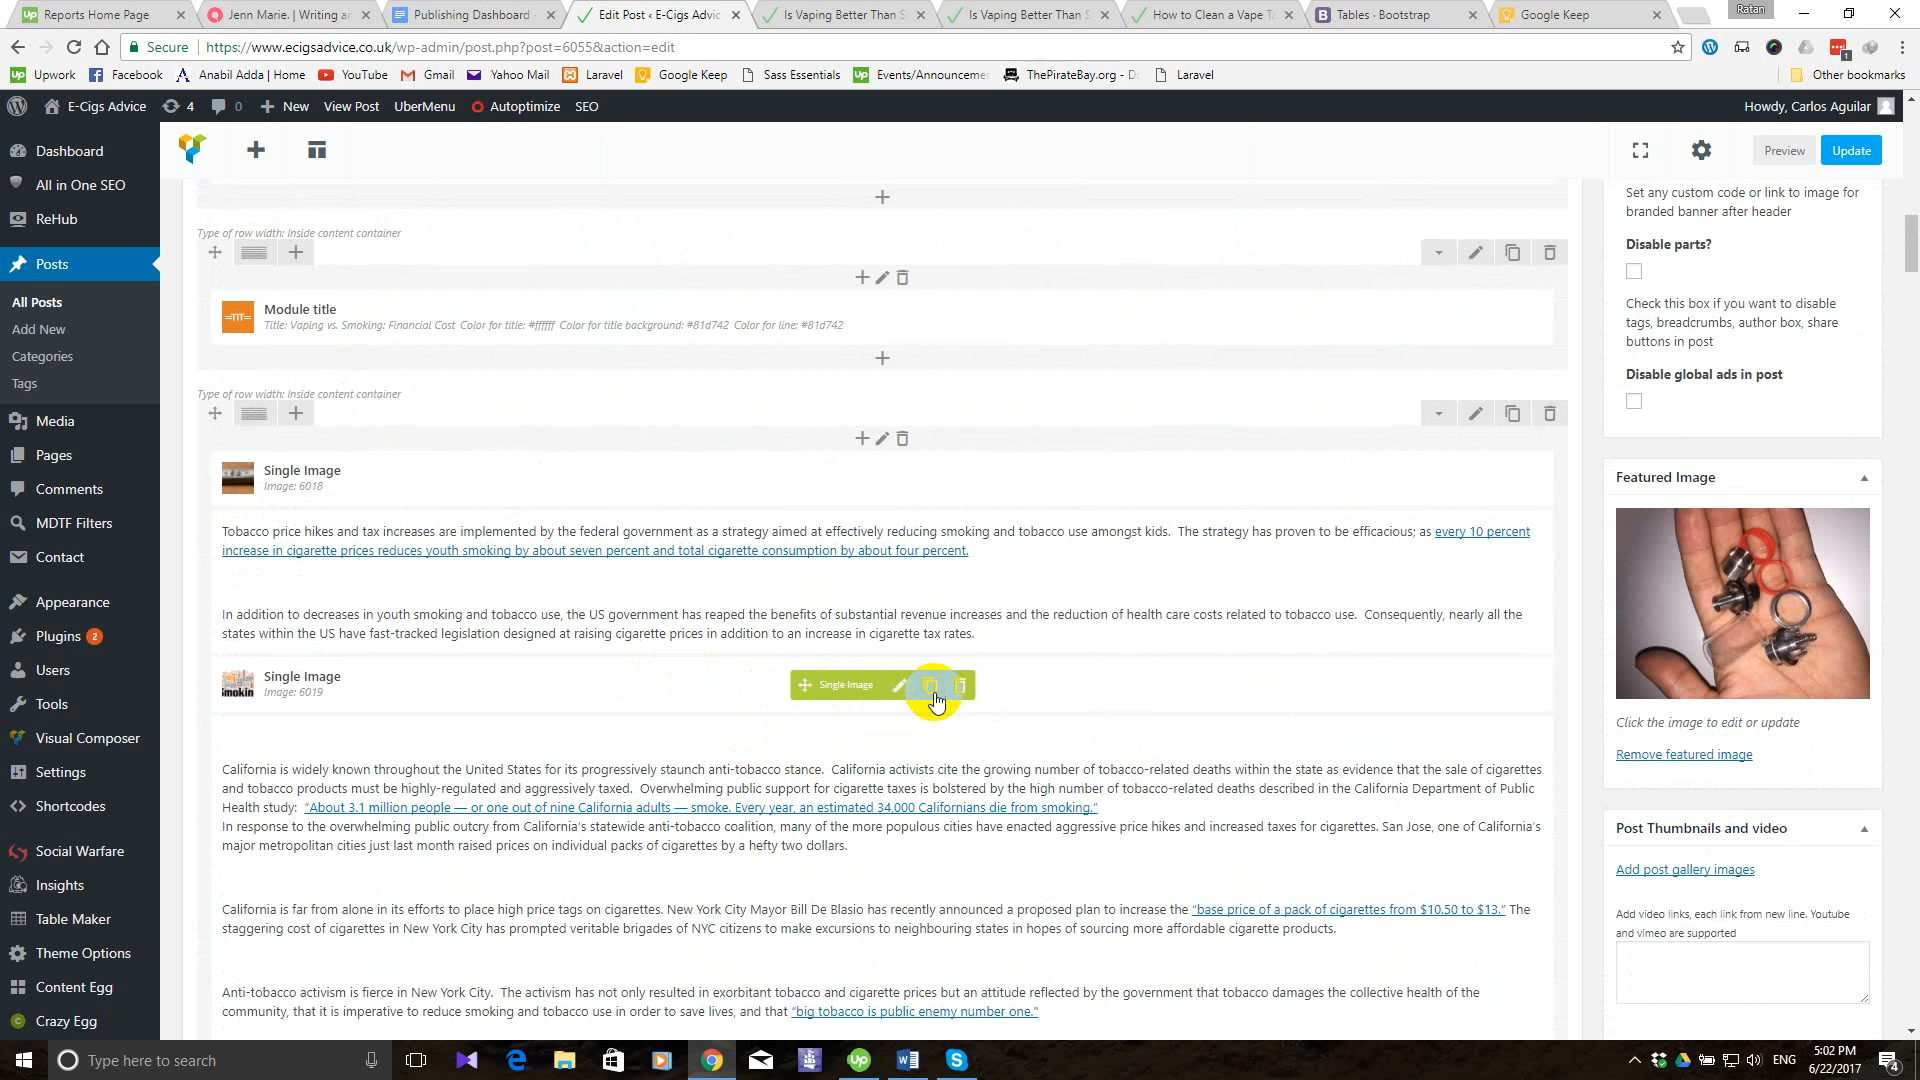 Reports Home Page
Jenn Marie. | Writing a
Publishing Dashboard
Edit Post ‹ E-Cigs Advic
Is Vaping Better Than S
Is Vaping Better Than S
How to Clean a Vape Ta
Tables · Bootstrap
Google Keep
Ratan
Secure
https://www.ecigsadvice.co.uk/wp-admin/post.php?post=6055&action=edit
Upwork
Facebook
Anabil Adda | Home
YouTube
Gmail
Yahoo Mail
Laravel
Google Keep
Sass Essentials
Events/Announceme
ThePirateBay.org - Do
Laravel
Other bookmarks
E-Cigs Advice
4
0
New
View Post
UberMenu
Autoptimize
SEO
Howdy, Carlos Aguilar
Dashboard
All in One SEO
ReHub
Posts
All Posts
Add New
Categories
Tags
Media
Pages
Comments
MDTF Filters
Contact
Appearance
Plugins 2
Users
Tools
Visual Composer
Settings
Shortcodes
Social Warfare
Insights
Table Maker
Theme Options
Content Egg
Crazy Egg
Preview
Update
Type of row width: Inside content container
Module title
Title: Vaping vs. Smoking: Financial Cost Color for title: #ffffff Color for title background: #81d742 Color for line: #81d742
Type of row width: Inside content container
Single Image
Image: 6018
Tobacco price hikes and tax increases are implemented by the federal government as a strategy aimed at effectively reducing smoking and tobacco use amongst kids. The strategy has proven to be efficacious; as every 10 percent
increase in cigarette prices reduces youth smoking by about seven percent and total cigarette consumption by about four percent.
In addition to decreases in youth smoking and tobacco use, the US government has reaped the benefits of substantial revenue increases and the reduction of health care costs related to tobacco use. Consequently, nearly all the
states within the US have fast-tracked legislation designed at raising cigarette prices in addition to an increase in cigarette tax rates.
Single Image
Image: 6019
Single Image
California is widely known throughout the United States for its progressively staunch anti-tobacco stance. California activists cite the growing number of tobacco-related deaths within the state as evidence that the sale of cigarettes
and tobacco products must be highly-regulated and aggressively taxed. Overwhelming public support for cigarette taxes is bolstered by the high number of tobacco-related deaths described in the California Department of Public
Health study: “About 3.1 million people — or one out of nine California adults — smoke. Every year, an estimated 34,000 Californians die from smoking.”
In response to the overwhelming public outcry from California’s statewide anti-tobacco coalition, many of the more populous cities have enacted aggressive price hikes and increased taxes for cigarettes. San Jose, one of California’s
major metropolitan cities just last month raised prices on individual packs of cigarettes by a hefty two dollars.
California is far from alone in its efforts to place high price tags on cigarettes. New York City Mayor Bill De Blasio has recently announced a proposed plan to increase the “base price of a pack of cigarettes from $10.50 to $13.” The
staggering cost of cigarettes in New York City has prompted veritable brigades of NYC citizens to make excursions to neighbouring states in hopes of sourcing more affordable cigarette products.
Anti-tobacco activism is fierce in New York City. The activism has not only resulted in exorbitant tobacco and cigarette prices but an attitude reflected by the government that tobacco damages the collective health of the
community, that it is imperative to reduce smoking and tobacco use in order to save lives, and that “big tobacco is public enemy number one.”
Set any custom code or link to image for
branded banner after header
Disable parts?
Check this box if you want to disable
tags, breadcrumbs, author box, share
buttons in post
Disable global ads in post
Featured Image
Click the image to edit or update
Remove featured image
Post Thumbnails and video
Add post gallery images
Add video links, each link from new line. Youtube
and vimeo are supported
Type here to search
ENG
5:02 PM
6/22/2017
4